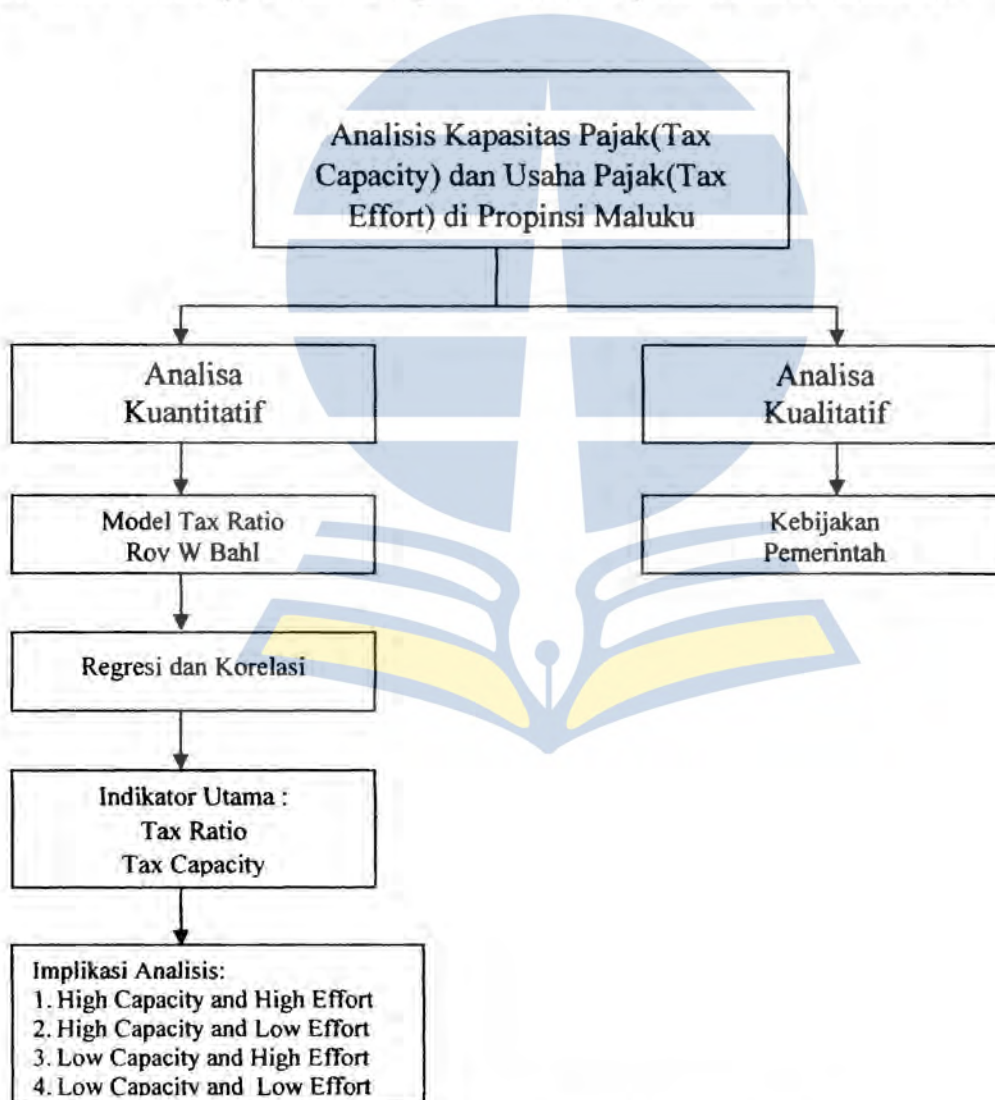 Analisis Kapasitas Pajak(Tax
Capacity) dan Usaha Pajak(Tax
Effort) di Propinsi Maluku
Analisa
Kuantitatif
Analisa
Kualitatif
Model Tax Ratio
Roy W Bahl
Kebijakan
Pemerintah
Regresi dan Korelasi
Indikator Utama :
Tax Ratio
Tax Capacity
Implikasi Analisis:
1. High Capacity and High Effort
2. High Capacity and Low Effort
3. Low Capacity and High Effort
4. Low Capacity and Low Effort